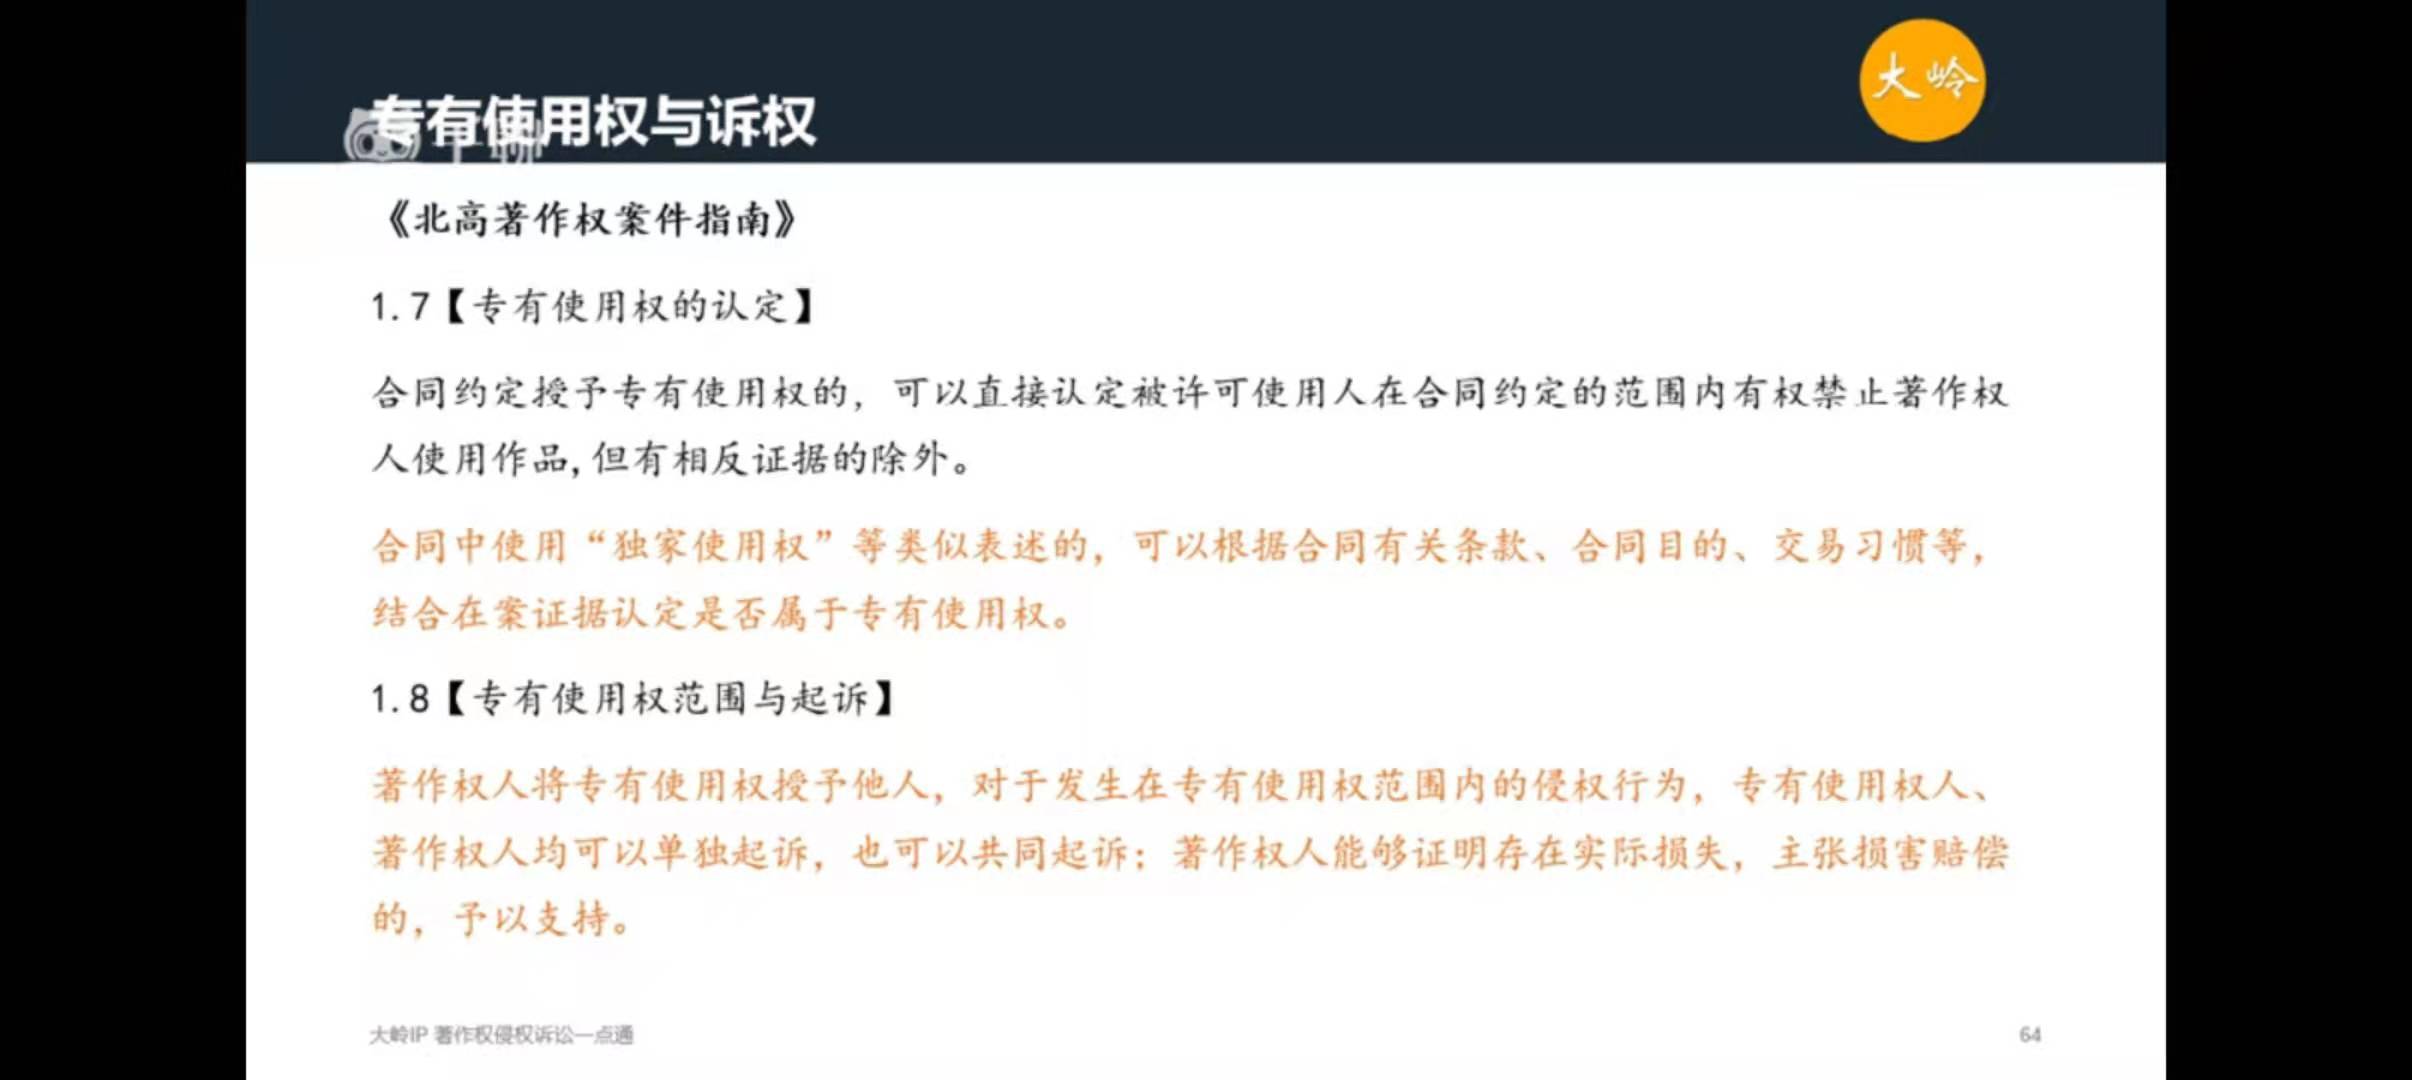 大岭
专有使用权与诉权
《北高著作权案件指南》
1.7【专有使用权的认定】
合同约定授予专有使用权的，可以直接认定被许可使用人在合同约定的范围内有权禁止著作权
人使用作品,但有相反证据的除外。
合同中使用“独家使用权”等类似表述的，可以根据合同有关条款、合同目的、交易习惯等，
结合在案证据认定是否属于专有使用权。
1.8【专有使用权范围与起诉】
著作权人将专有使用权授予他人，对于发生在专有使用权范围内的侵权行为，专有使用权人、
著作权人均可以单独起诉，也可以共同起诉；著作权人能够证明存在实际损失，主张损害赔偿
的，予以支持。
大岭IP 著作权侵权诉讼一点通
64